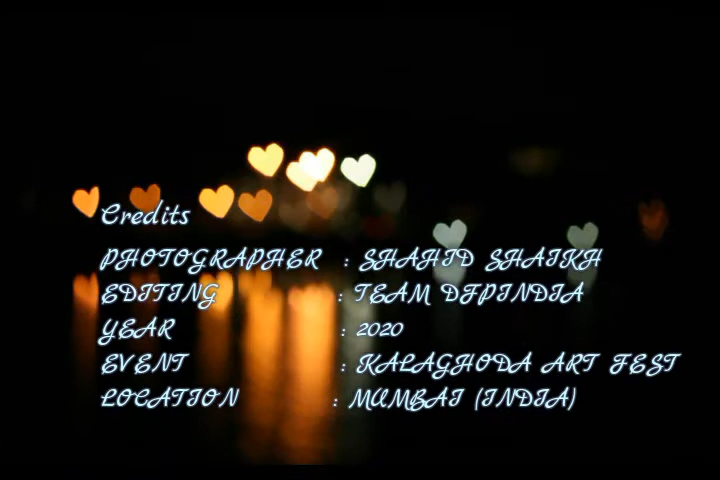 Credits
PHOTOGRAPHER : SHAHID SHAIKH
EDITING : TEAM DFPINDIA
YEAR : 2020
EVENT : KALAGHODA ART FEST
LOCATION : MUMBAI (INDIA)